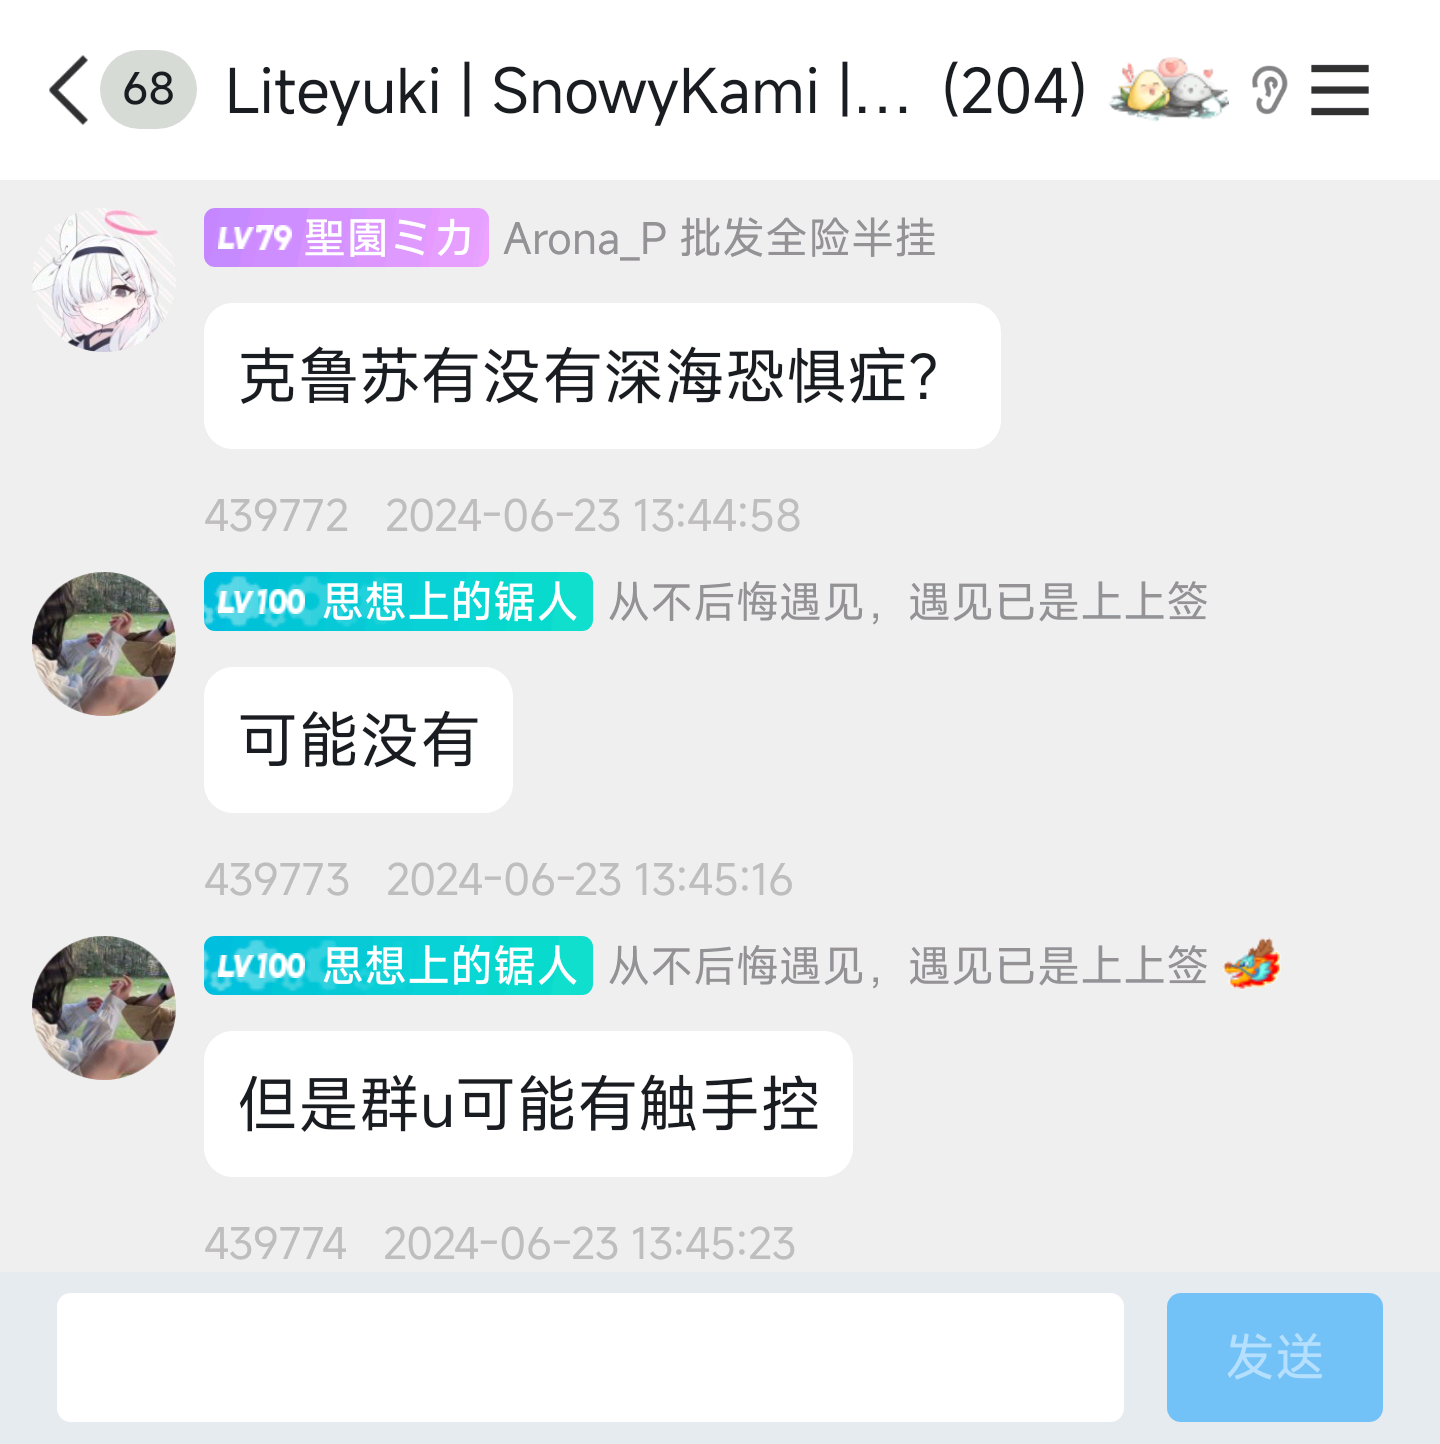 68 Liteyuki | SnowyKami |... (204)
LV79 聖園ミカ Arona_P 批发全险半挂
克鲁苏有没有深海恐惧症？
439772 2024-06-23 13:44:58
LV100 思想上的锯人 从不后悔遇见，遇见已是上上签
可能没有
439773 2024-06-23 13:45:16
LV100 思想上的锯人 从不后悔遇见，遇见已是上上签
但是群u可能有触手控
439774 2024-06-23 13:45:23
发送